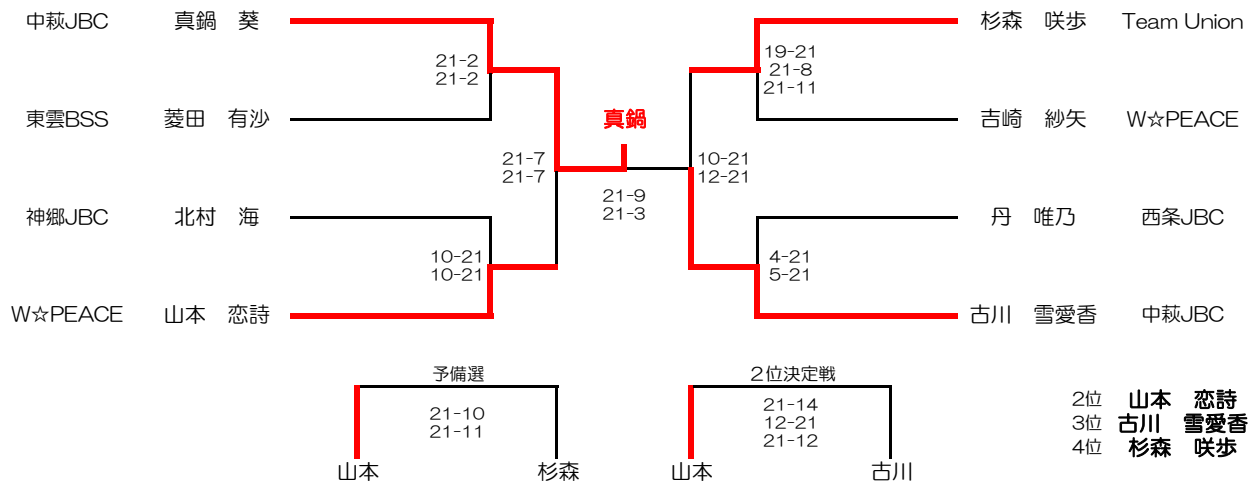 中萩JBC 真鍋 葵
杉森 咲歩 Team Union
21-2
21-2
19-21
21-8
21-11
東雲BSS 菱田 有沙
真鍋
吉崎 紗矢 W☆PEACE
21-7
21-7
10-21
12-21
21-9
21-3
神郷JBC 北村 海
丹 唯乃 西条JBC
10-21
10-21
4-21
5-21
W☆PEACE 山本 恋詩
古川 雪愛香 中萩JBC
予備選
21-10
21-11
山本 杉森
2位決定戦
21-14
12-21
21-12
山本 古川
2位 山本 恋詩
3位 古川 雪愛香
4位 杉森 咲歩